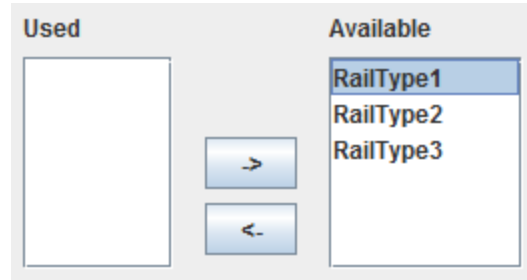 Used
Available
RailType1
RailType2
RailType3
->
<-